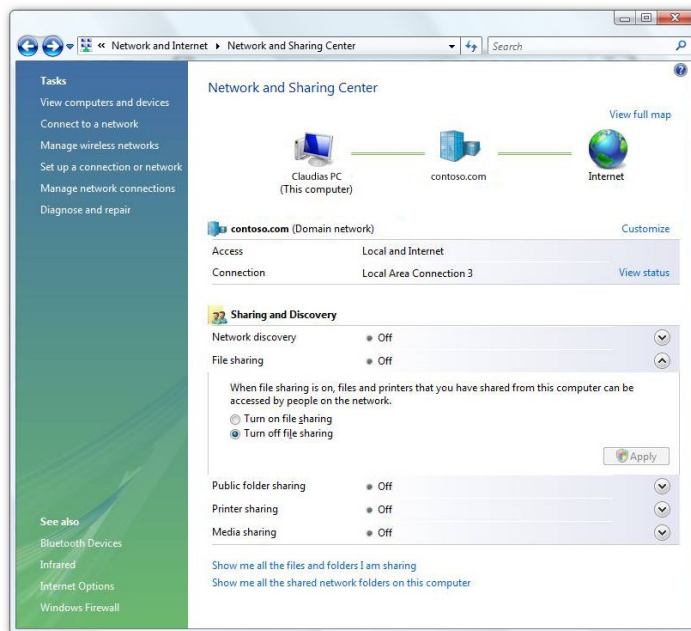 « Network and Internet ▸ Network and Sharing Center
Search
Tasks
View computers and devices
Connect to a network
Manage wireless networks
Set up a connection or network
Manage network connections
Diagnose and repair
See also
Bluetooth Devices
Infrared
Internet Options
Windows Firewall
Network and Sharing Center
View full map
Claudias PC
(This computer)
contoso.com
Internet
contoso.com (Domain network) Customize
Access Local and Internet
Connection Local Area Connection 3 View status
Sharing and Discovery
Network discovery Off
File sharing Off
When file sharing is on, files and printers that you have shared from this computer can be
accessed by people on the network.
Turn on file sharing
Turn off file sharing
Apply
Public folder sharing Off
Printer sharing Off
Media sharing Off
Show me all the files and folders I am sharing
Show me all the shared network folders on this computer